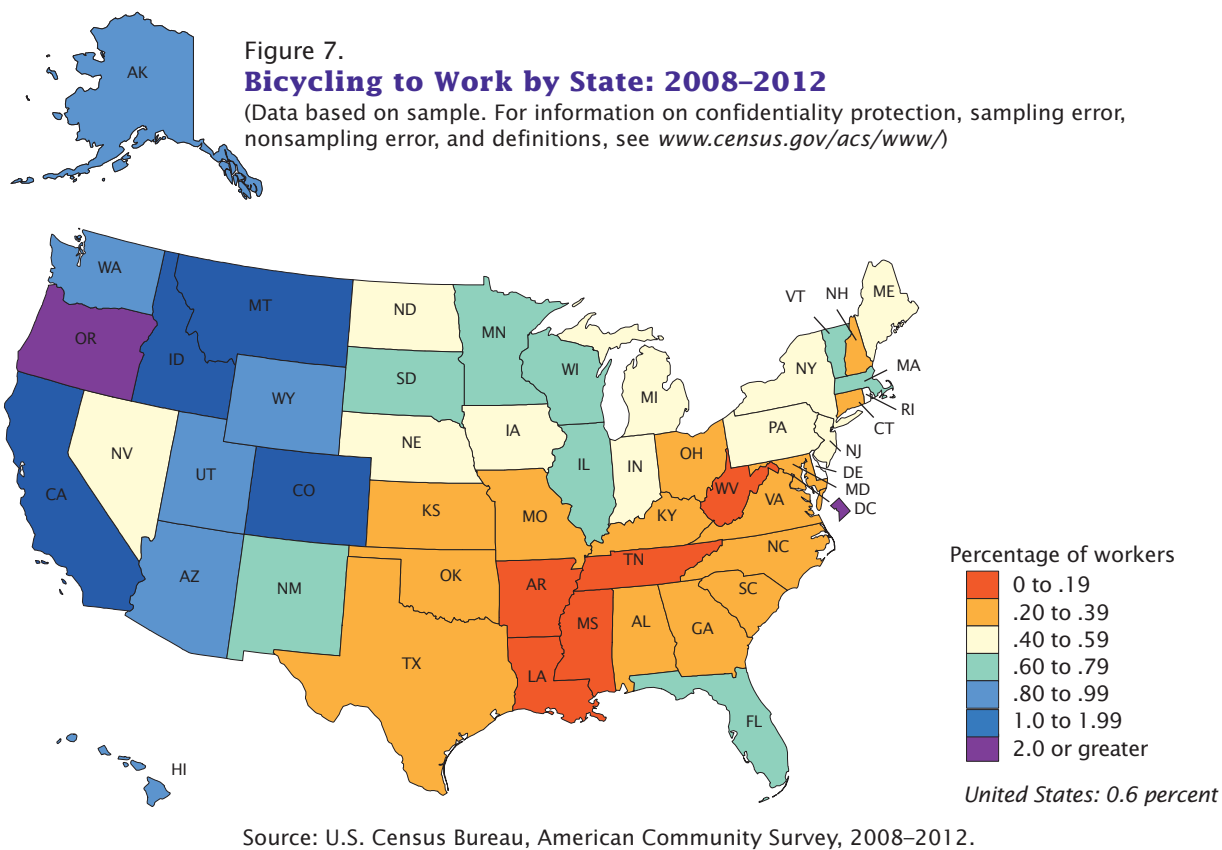 Figure 7.
Bicycling to Work by State: 2008–2012
(Data based on sample. For information on confidentiality protection, sampling error,
nonsampling error, and definitions, see www.census.gov/acs/www/)
AK
WA
MT
ND
MN
VT
NH
ME
OR
ID
SD
WI
NY
MA
WY
MI
RI
NV
NE
IA
PA
CT
UT
CO
IL
IN
OH
NJ
CA
KS
MO
WV
VA
DE
MD
DC
KY
AZ
NM
OK
AR
TN
NC
SC
MS
AL
GA
TX
LA
FL
HI
Percentage of workers
0 to .19
.20 to .39
.40 to .59
.60 to .79
.80 to .99
1.0 to 1.99
2.0 or greater
United States: 0.6 percent
Source: U.S. Census Bureau, American Community Survey, 2008–2012.